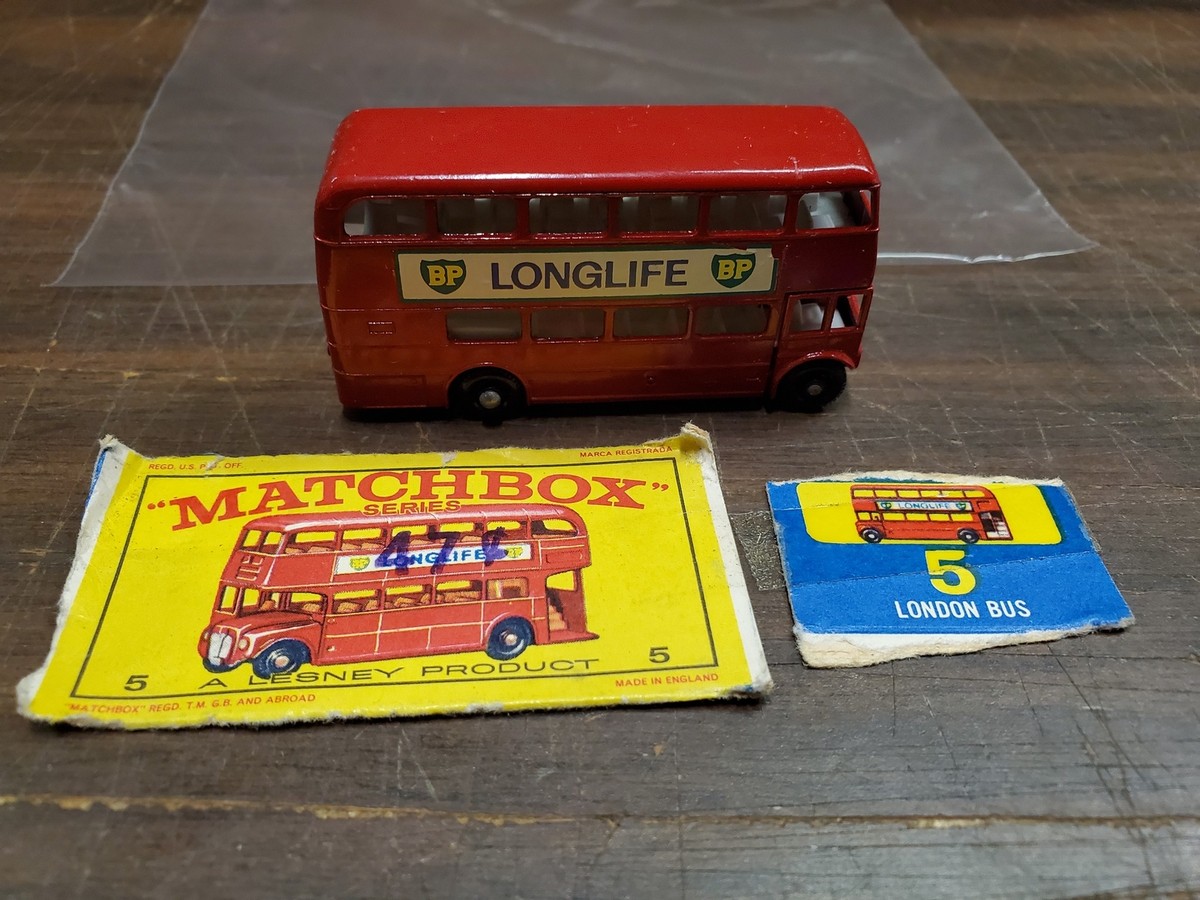 BP LONGLIFE BP
REGD. U.S. PAT. OFF.
MARCA REGISTRADA
"MATCHBOX"
SERIES
LONGLIFE
47¢
5
A LESNEY PRODUCT
5
"MATCHBOX" REGD. T.M. G.B. AND ABROAD
MADE IN ENGLAND
LONGLIFE
5
LONDON BUS